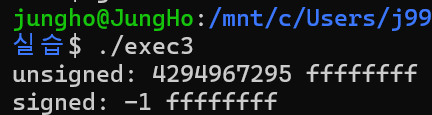 jungho@JungHo:/mnt/c/Users/j99
실습$ ./exec3
unsigned: 4294967295 ffffffff
signed: -1 ffffffff